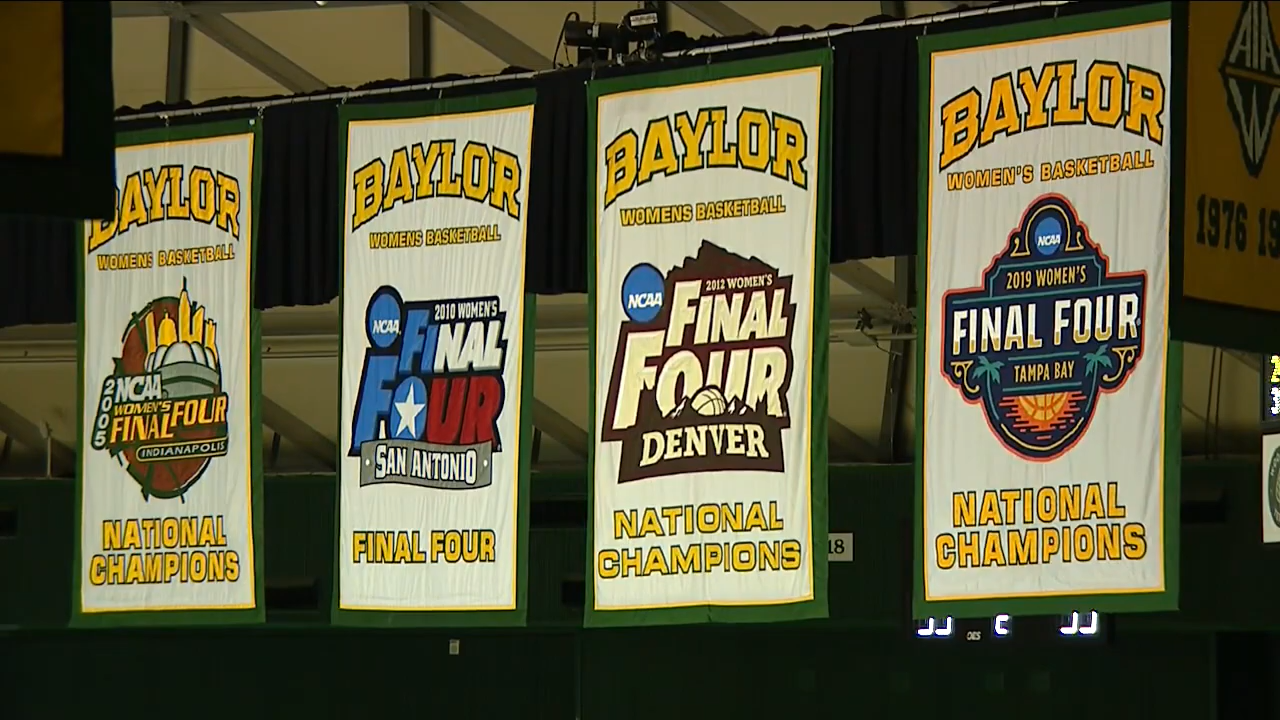 BAYLOR
WOMENS BASKETBALL
2005
NCAA
WOMEN'S
FINAL FOUR
INDIANAPOLIS
NATIONAL
CHAMPIONS
BAYLOR
WOMENS BASKETBALL
NCAA
2010 WOMEN'S
FINAL
FOUR
SAN ANTONIO
FINAL FOUR
BAYLOR
WOMENS BASKETBALL
NCAA
2012 WOMEN'S
FINAL
FOUR
DENVER
NATIONAL
CHAMPIONS
BAYLOR
WOMEN'S BASKETBALL
NCAA
2019 WOMEN'S
FINAL FOUR
TAMPA BAY
NATIONAL
CHAMPIONS
AIAW
1976
18
OES